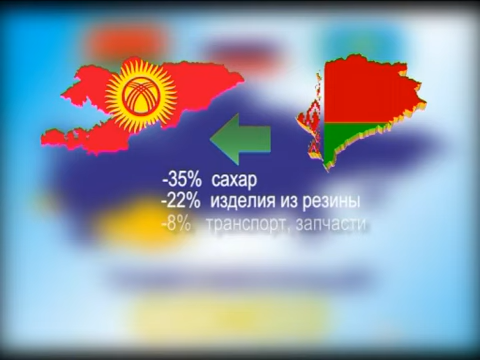 -35% сахар
-22% изделия из резины
-8% транспорт, запчасти